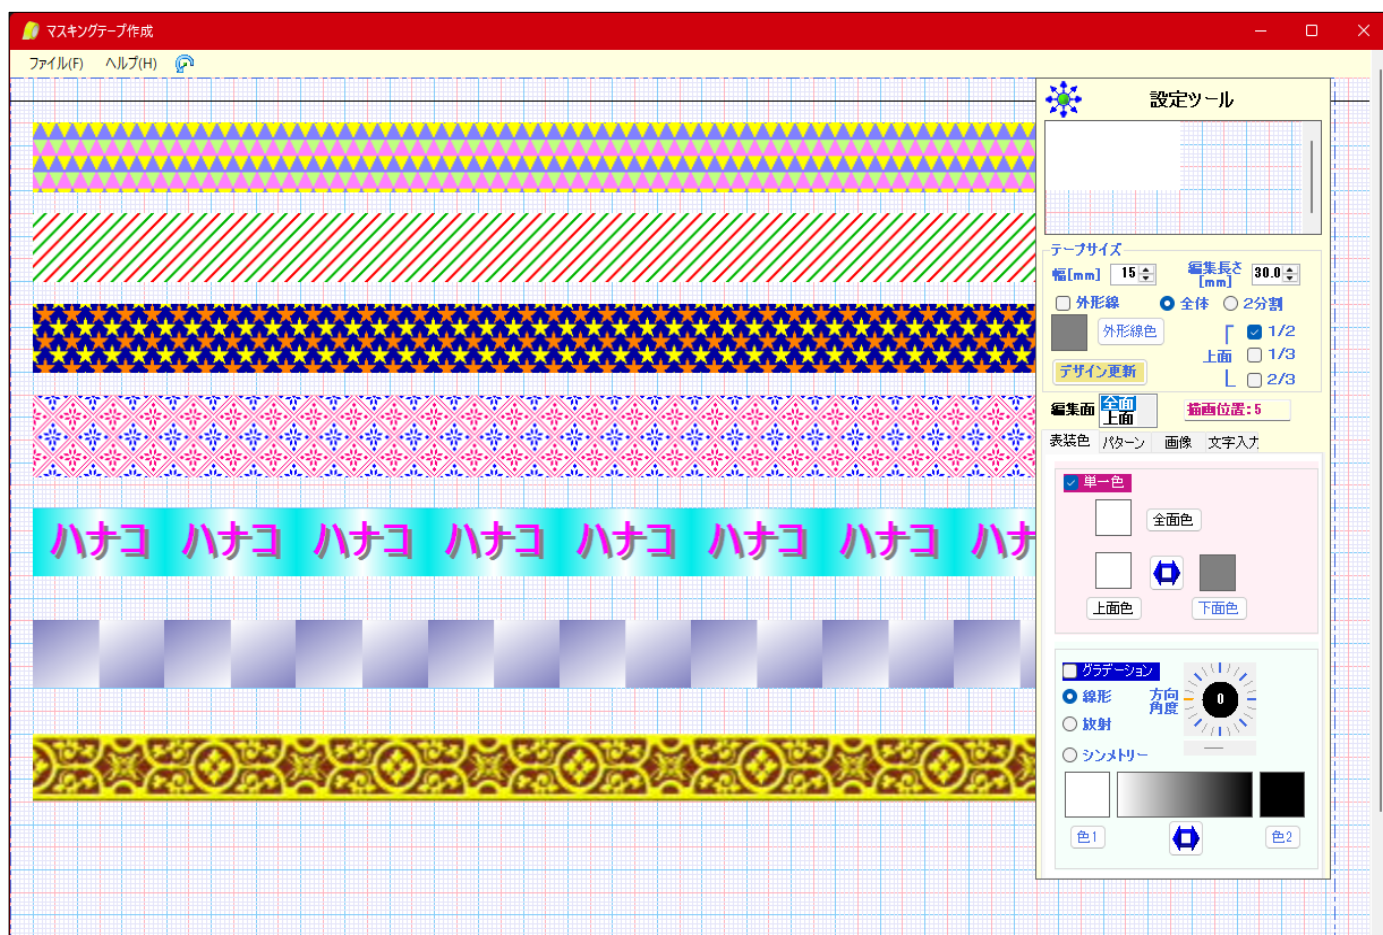 マスキングテープ作成
ファイル(F) ヘルプ(H)
設定ツール
テープサイズ
幅[mm] 15 編集長さ[mm] 30.0
外形線 全体 2分割
外形線色 1/2
上面 1/3
デザイン更新 2/3
編集面 全面 描画位置:5
上面
表装色 パターン 画像 文字入力
単一色
全面色
上面色 下面色
ハナコ ハナコ ハナコ ハナコ ハナコ ハナコ ハナコ ハナ
グラデーション
線形 方向角度 0
放射
シンメトリー
色1 色2